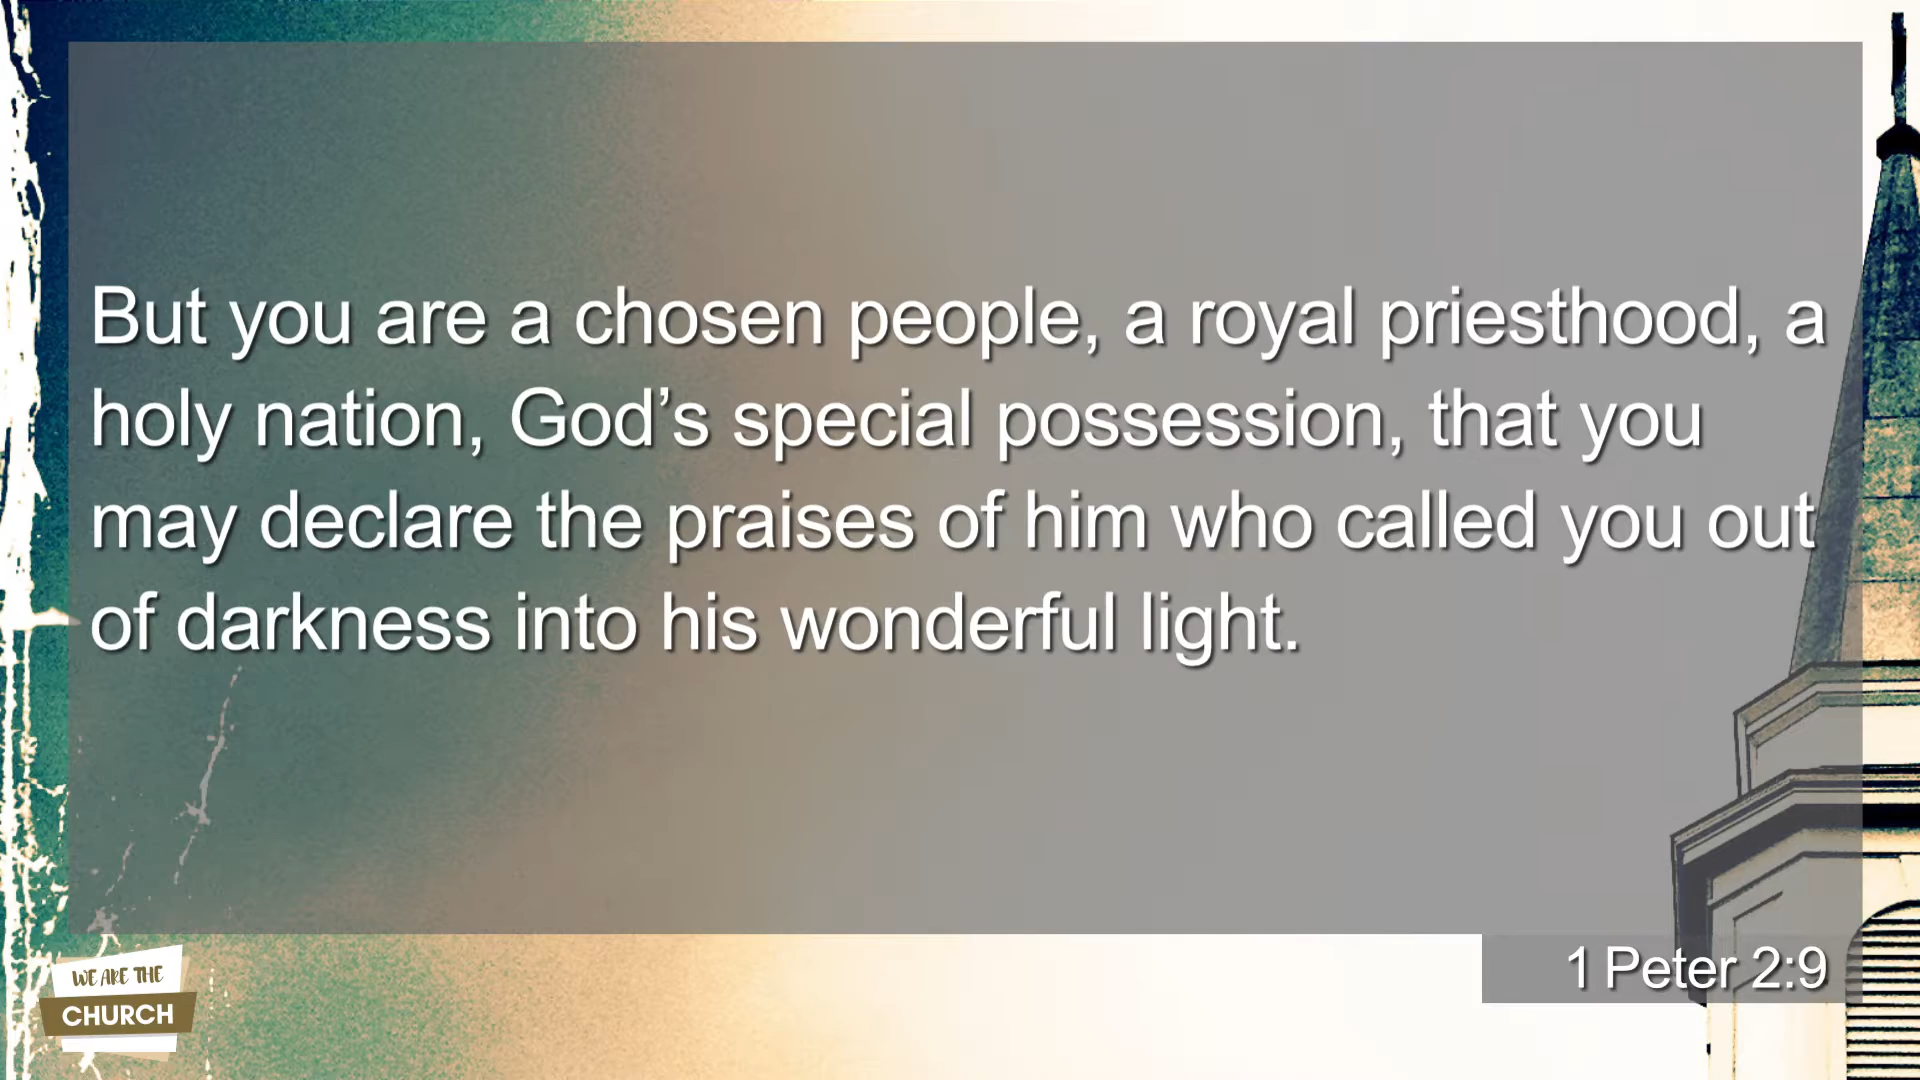 But you are a chosen people, a royal priesthood, a
holy nation, God’s special possession, that you
may declare the praises of him who called you out
of darkness into his wonderful light.
1 Peter 2:9
WE ARE THE
CHURCH